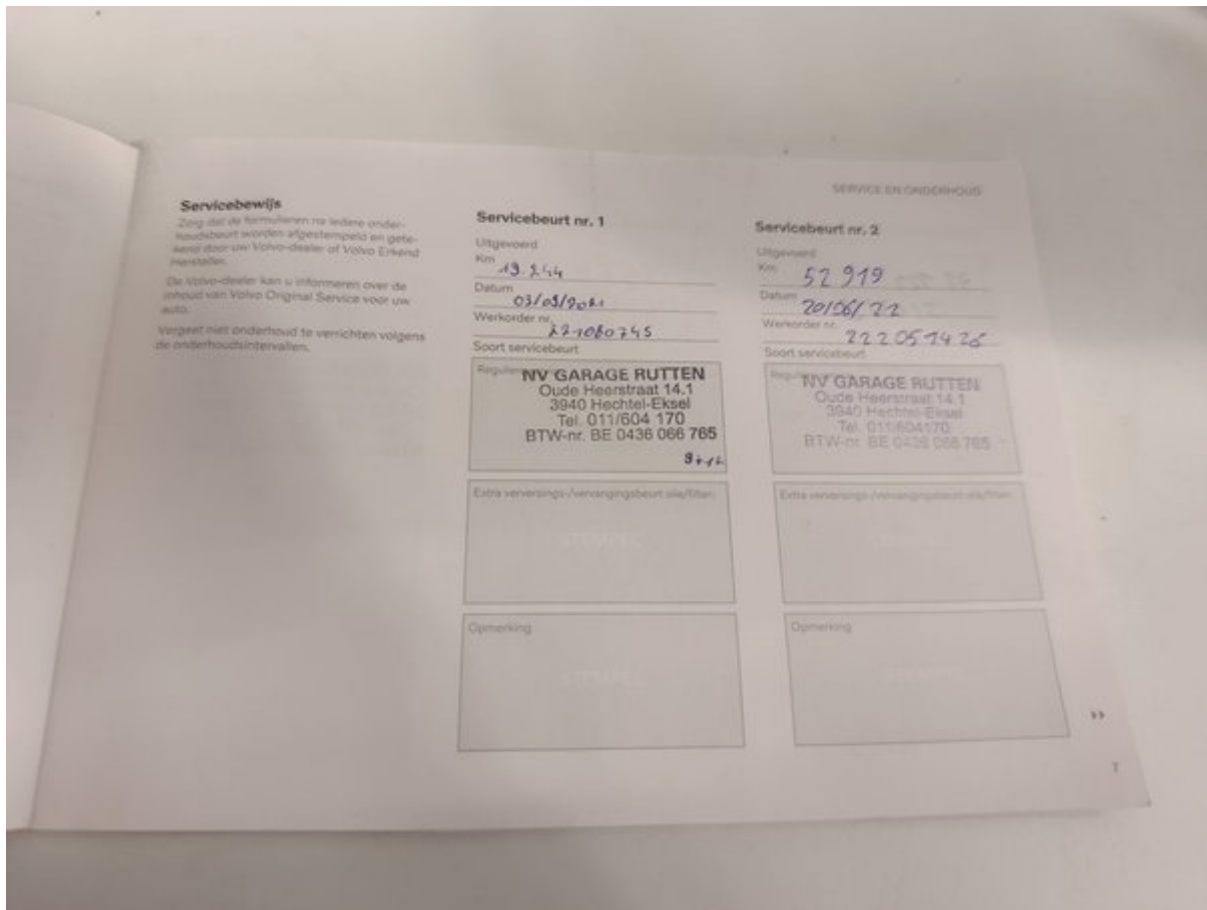 SERVICE EN ONDERHOUD
Servicebewijs
Zorg dat de formulieren na iedere onder-
houdsbeurt worden afgestempeld en gete-
kend door uw Volvo-dealer of Volvo Erkend
Hersteller.
De Volvo-dealer kan u informeren over de
inhoud van Volvo Original Service voor uw
auto.
Vergeet niet onderhoud te verrichten volgens
de onderhoudsintervallen.
Servicebeurt nr. 1
Uitgevoerd
Km
Datum
Werkorder nr.
Soort servicebeurt
NV GARAGE RUTTEN
Oude Heerstraat 14.1
3940 Hechtel-Eksel
Tel. 011/604 170
BTW-nr. BE 0436 066 765
Extra verversings-/vervangingsbeurt olie/filter:
STEMPEL
Opmerking
STEMPEL
Servicebeurt nr. 2
Uitgevoerd
Km 52 919
Datum 20/06/22
Werkorder nr. 222051426
Soort servicebeurt
NV GARAGE RUTTEN
Oude Heerstraat 14.1
3940 Hechtel-Eksel
Tel. 011/604170
BTW-nr. BE 0436 066 765
Extra verversings-/vervangingsbeurt olie/filter:
STEMPEL
Opmerking
STEMPEL
7